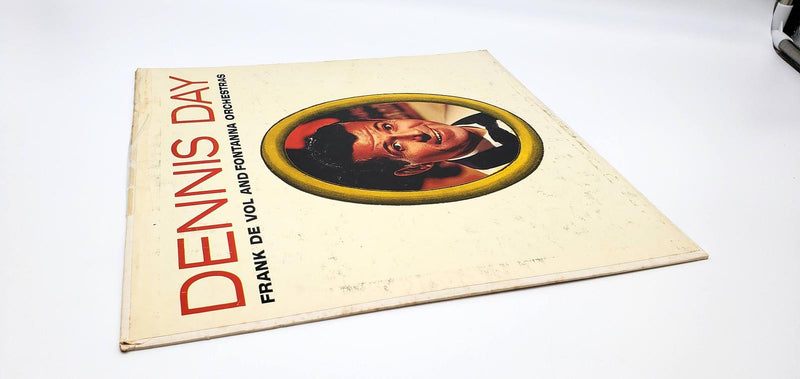 DENNIS DAY
FRANK DE VOL AND FONTANNA ORCHESTRAS